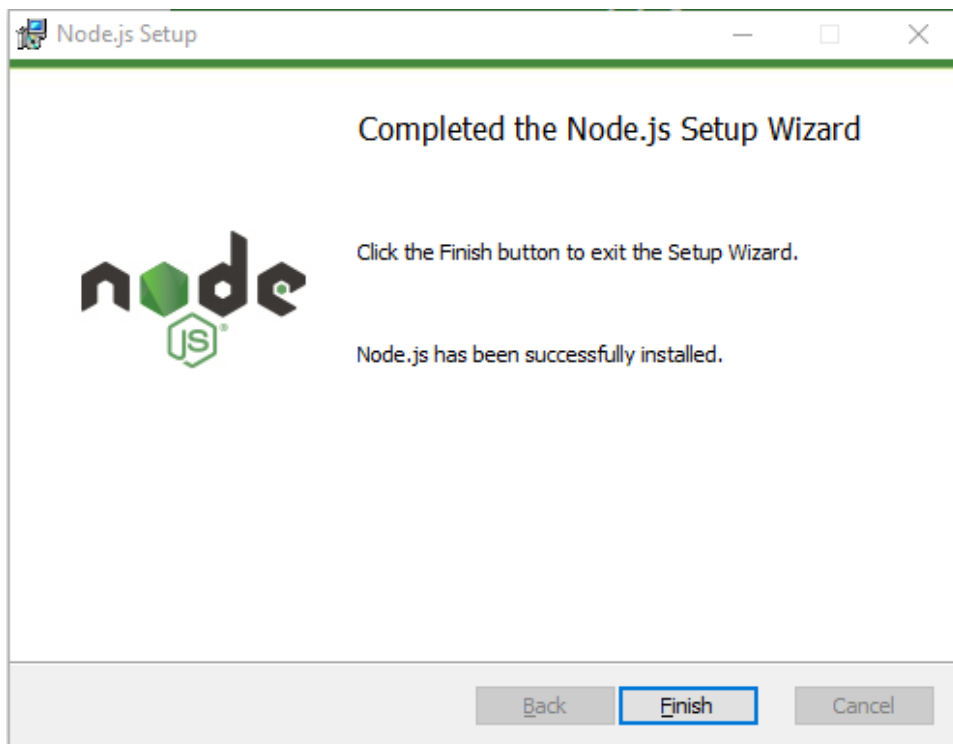 Node.js Setup
Completed the Node.js Setup Wizard
Click the Finish button to exit the Setup Wizard.
node
JS®
Node.js has been successfully installed.
Back Finish Cancel